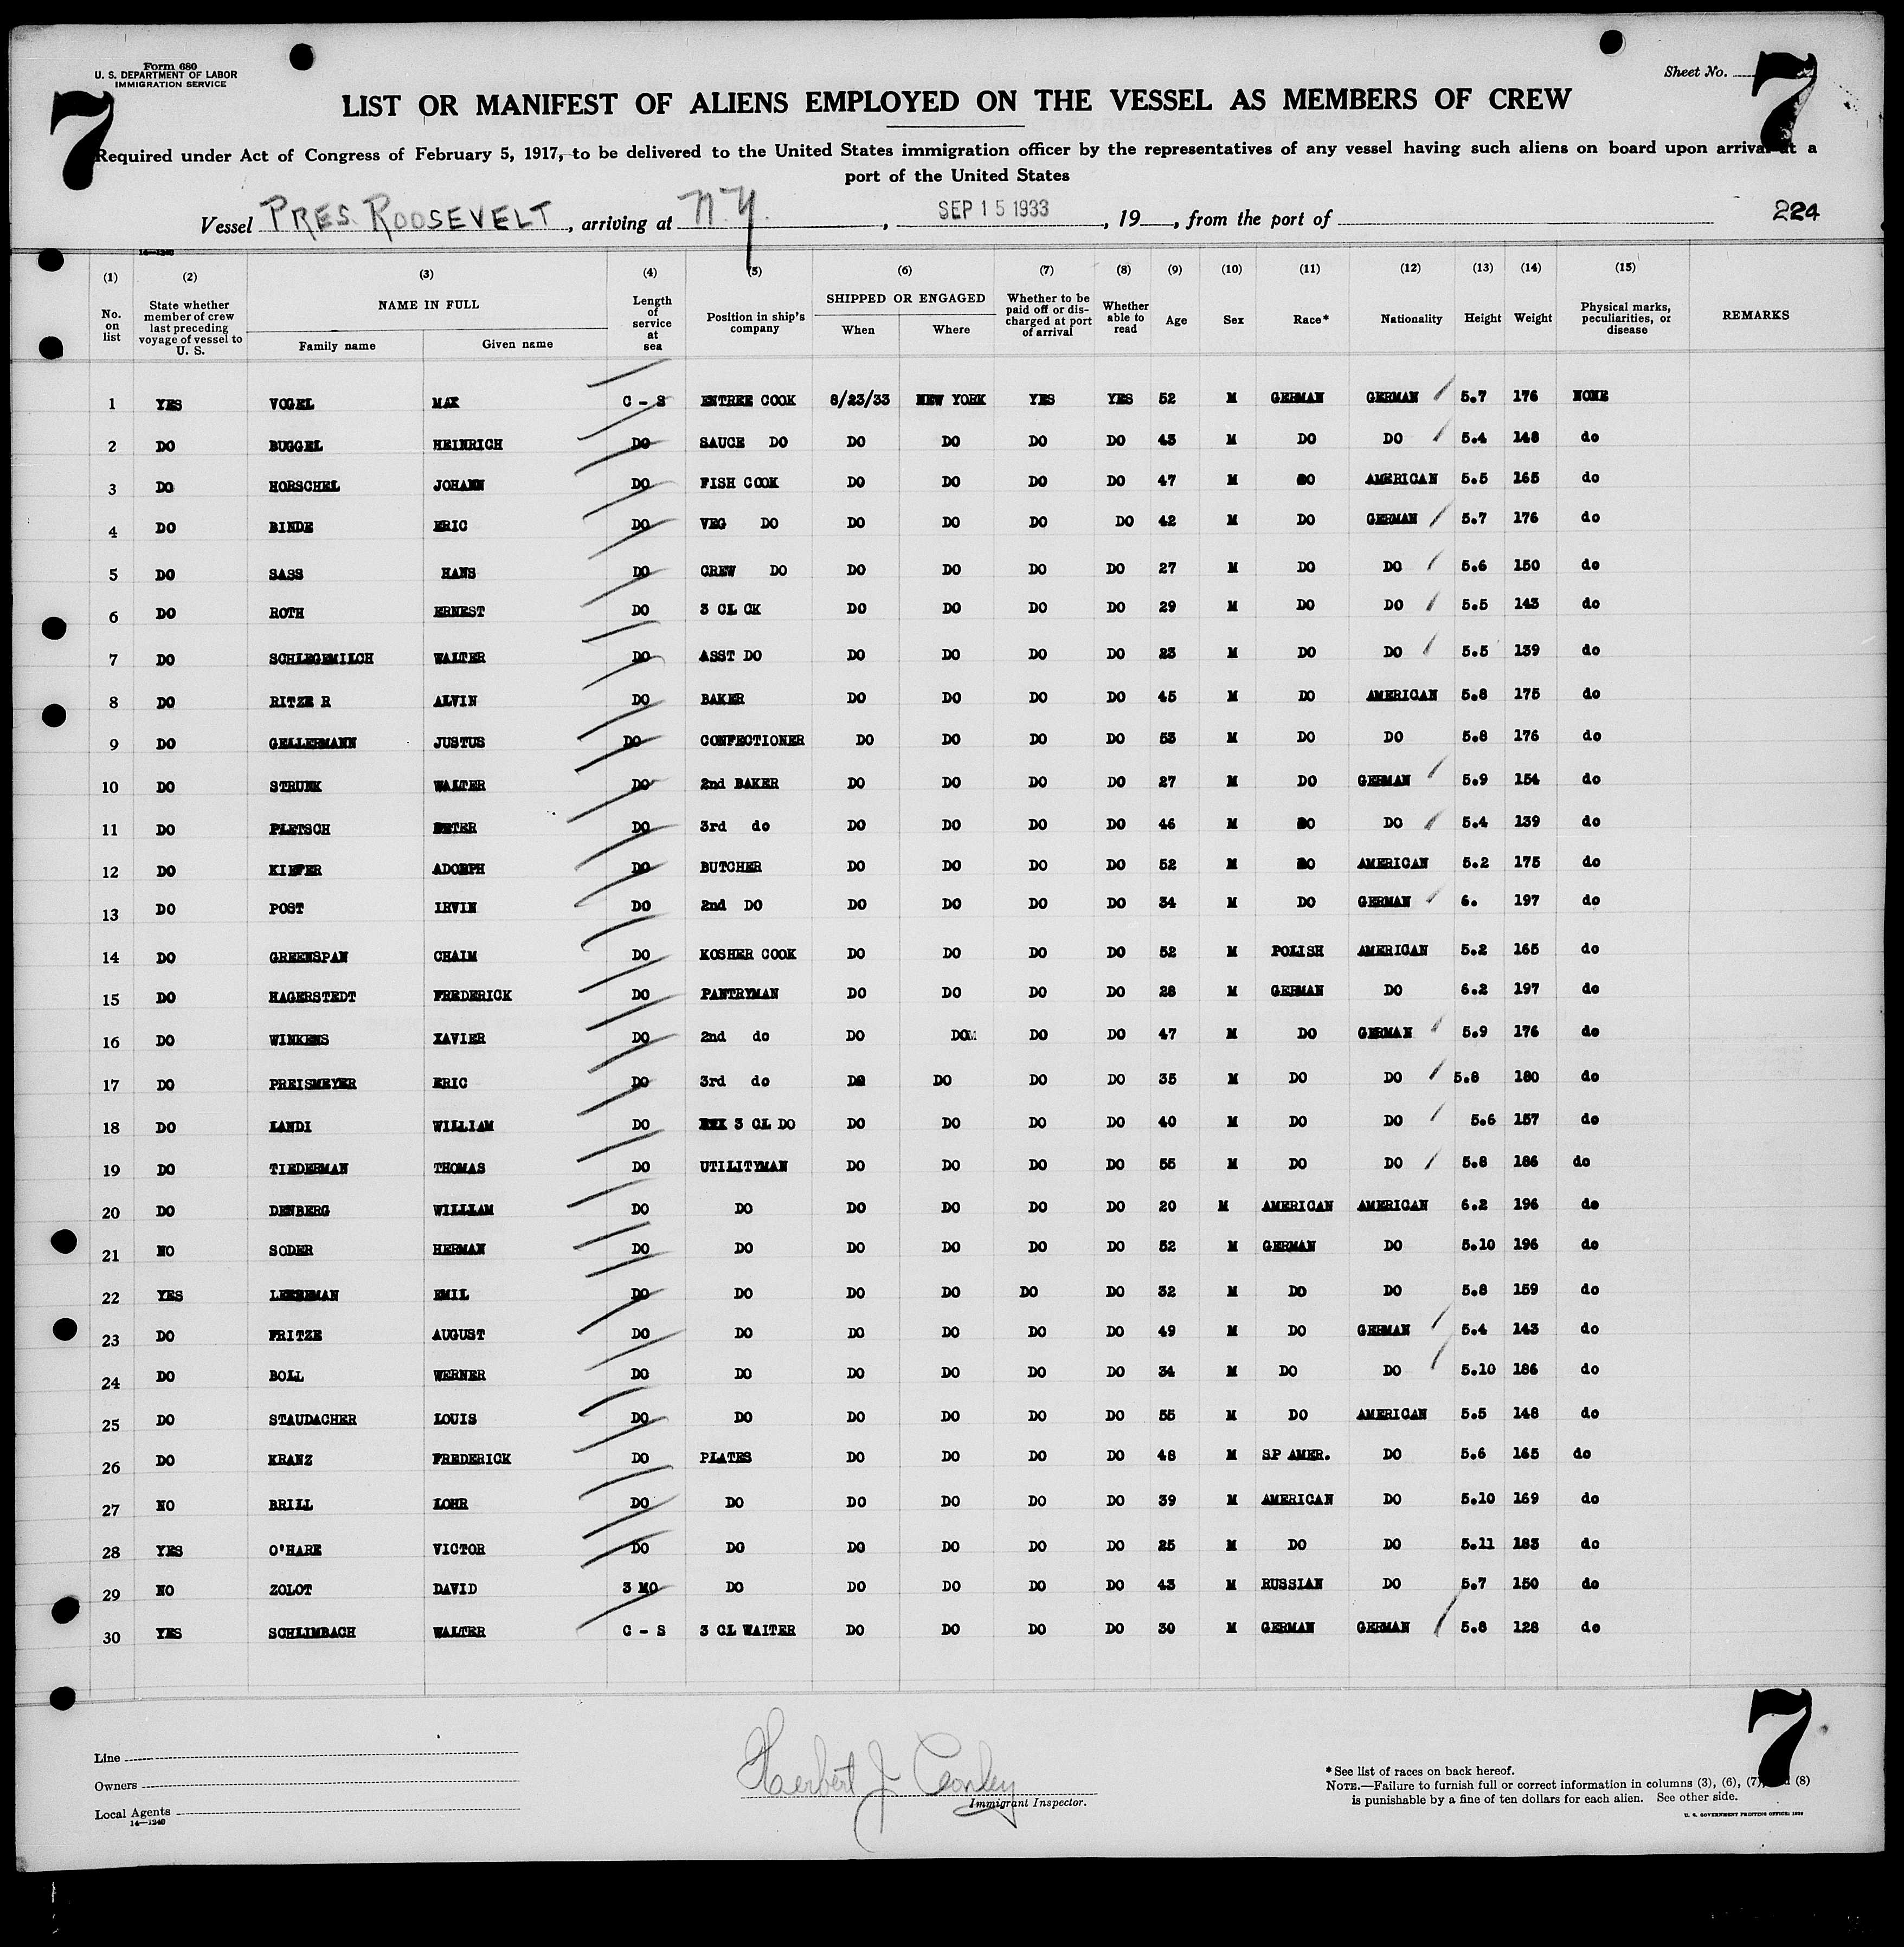 Form 680
U. S. DEPARTMENT OF LABOR
IMMIGRATION SERVICE
Sheet No. 7
7
LIST OR MANIFEST OF ALIENS EMPLOYED ON THE VESSEL AS MEMBERS OF CREW
Required under Act of Congress of February 5, 1917, to be delivered to the United States immigration officer by the representatives of any vessel having such aliens on board upon arrival at a
port of the United States
Vessel PRES. ROOSEVELT, arriving at N.Y., SEP 15 1933, 19 , from the port of 224
14—1240
(1) (2) (3) (4) (5) (6) (7) (8) (9) (10) (11) (12) (13) (14) (15)
No. on list State whether member of crew last preceding voyage of vessel to U. S. NAME IN FULL Family name Given name Length of service at sea Position in ship's company SHIPPED OR ENGAGED When Where Whether to be paid off or discharged at port of arrival Whether able to read Age Sex Race* Nationality Height Weight Physical marks, peculiarities, or disease REMARKS
1 YES VOGEL MAX C - S ENTREE COOK 8/23/33 NEW YORK YES YES 52 M GERMAN GERMAN 5.7 176 NONE
2 DO BUGGEL HEINRICH DO SAUCE DO DO DO DO DO 43 M DO DO 5.4 148 do
3 DO HORSCHEL JOHANN DO FISH COOK DO DO DO DO 47 M DO AMERICAN 5.5 165 do
4 DO BINDE ERIC DO VEG DO DO DO DO DO 42 M DO GERMAN 5.7 176 do
5 DO SASS HANS DO CREW DO DO DO DO DO 27 M DO DO 5.6 150 do
6 DO ROTH ERNEST DO 3 CL CK DO DO DO DO 29 M DO DO 5.5 143 do
7 DO SCHLEGEMILCH WALTER DO ASST DO DO DO DO DO 23 M DO DO 5.5 139 do
8 DO RITZE R ALVIN DO BAKER DO DO DO DO 45 M DO AMERICAN 5.8 175 do
9 DO GELLERMANN JUSTUS DO CONFECTIONER DO DO DO DO 53 M DO DO 5.8 176 do
10 DO STRUNK WALTER DO 2nd BAKER DO DO DO DO 27 M DO GERMAN 5.9 154 do
11 DO PLETSCH PETER DO 3rd do DO DO DO DO 46 M DO DO 5.4 139 do
12 DO KIEFER ADOLPH DO BUTCHER DO DO DO DO 52 M DO AMERICAN 5.2 175 do
13 DO POST IRVIN DO 2nd DO DO DO DO DO 34 M DO GERMAN 6. 197 do
14 DO GREENSPAN CHAIM DO KOSHER COOK DO DO DO DO 52 M POLISH AMERICAN 5.2 165 do
15 DO HAGERSTEDT FREDERICK DO PANTRYMAN DO DO DO DO 28 M GERMAN DO 6.2 197 do
16 DO WINKENS XAVIER DO 2nd do DO DO DO DO 47 M DO GERMAN 5.9 176 do
17 DO PREISMEYER ERIC DO 3rd do DO DO DO DO 35 M DO DO 5.8 180 do
18 DO LANDI WILLIAM DO 3 CL DO DO DO DO DO 40 M DO DO 5.6 157 do
19 DO TIEDERMAN THOMAS DO UTILITYMAN DO DO DO DO 55 M DO DO 5.8 186 do
20 DO DENBERG WILLIAM DO DO DO DO DO DO 20 M AMERICAN AMERICAN 6.2 196 do
21 NO SODER HERMAN DO DO DO DO DO DO 52 M GERMAN DO 5.10 196 do
22 YES EMIL DO DO DO DO DO DO 32 M DO DO 5.8 159 do
23 DO FRITZE AUGUST DO DO DO DO DO DO 49 M DO GERMAN 5.4 143 do
24 DO BOLL WERNER DO DO DO DO DO DO 34 M DO DO 5.10 186 do
25 DO STAUDACHER LOUIS DO DO DO DO DO DO 55 M DO AMERICAN 5.5 148 do
26 DO KRANZ FREDERICK DO PLATES DO DO DO DO 48 M SP AMER. DO 5.6 165 do
27 NO BRILL LOHR DO DO DO DO DO DO 39 M AMERICAN DO 5.10 169 do
28 YES O'HARE VICTOR DO DO DO DO DO DO 25 M DO DO 5.11 183 do
29 NO ZOLOT DAVID 3 MO DO DO DO DO DO 43 M RUSSIAN DO 5.7 150 do
30 YES SCHLIMBACH WALTER C - S 3 CL WAITER DO DO DO DO 30 M GERMAN GERMAN 5.8 128 do
7
Line
Owners
Local Agents
14—1240
Herbert J. Conley
Immigrant Inspector.
*See list of races on back hereof.
NOTE.—Failure to furnish full or correct information in columns (3), (6), (7), (8)
is punishable by a fine of ten dollars for each alien. See other side.
U. S. GOVERNMENT PRINTING OFFICE: